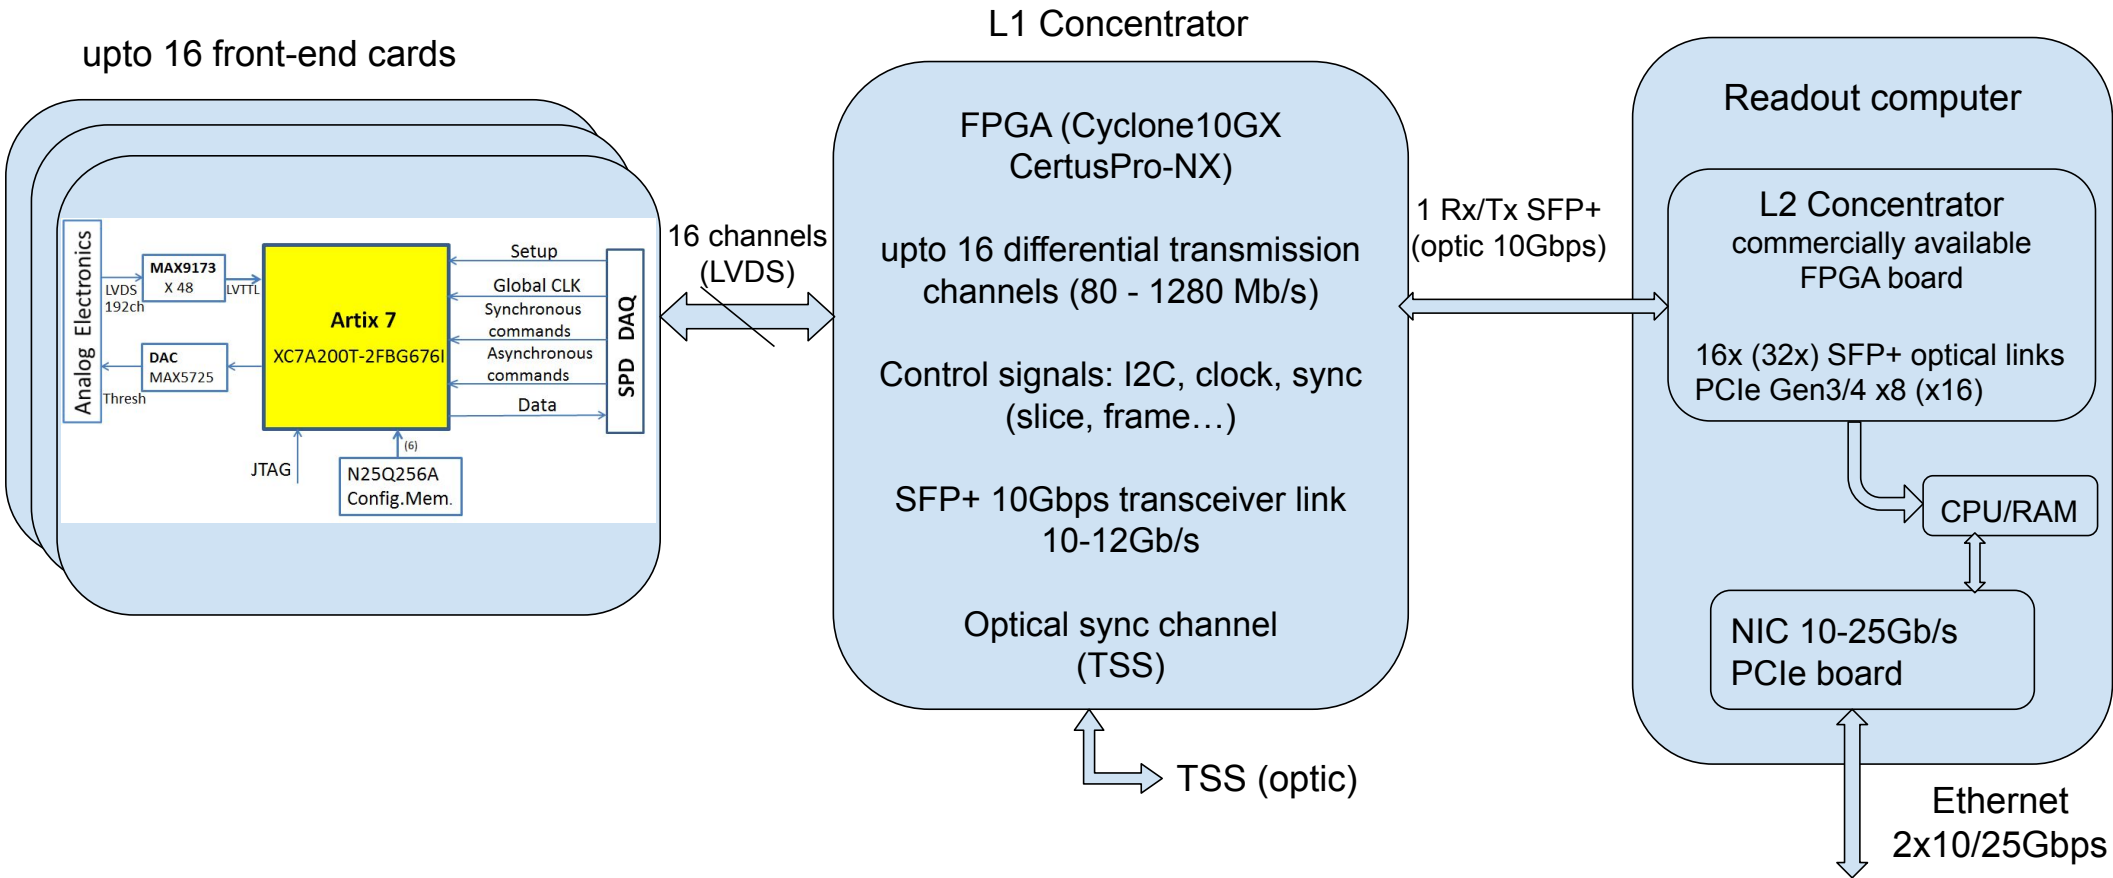 upto 16 front-end cards
Analog Electronics
LVDS
192ch
MAX9173
X 48
LVTTL
DAC
MAX5725
Thresh
Artix 7
XC7A200T-2FBG676I
JTAG
(6)
N25Q256A
Config.Mem.
Setup
Global CLK
Synchronous
commands
Asynchronous
commands
Data
SPD DAQ
16 channels
(LVDS)
L1 Concentrator
FPGA (Cyclone10GX
CertusPro-NX)
upto 16 differential transmission
channels (80 - 1280 Mb/s)
Control signals: I2C, clock, sync
(slice, frame…)
SFP+ 10Gbps transceiver link
10-12Gb/s
Optical sync channel
(TSS)
TSS (optic)
1 Rx/Tx SFP+
(optic 10Gbps)
Readout computer
L2 Concentrator
commercially available
FPGA board
16x (32x) SFP+ optical links
PCIe Gen3/4 x8 (x16)
CPU/RAM
NIC 10-25Gb/s
PCIe board
Ethernet
2x10/25Gbps